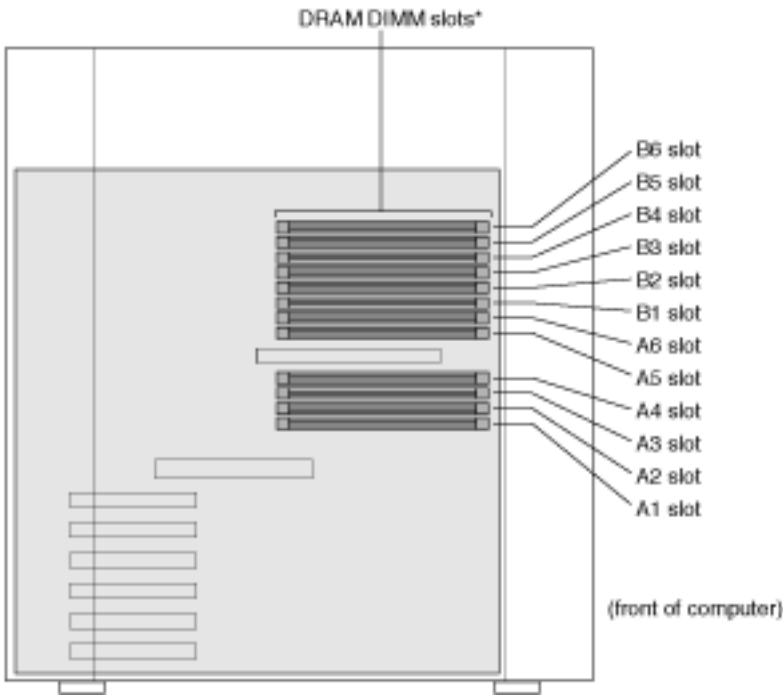 DRAM DIMM slots*
B6 slot
B5 slot
B4 slot
B3 slot
B2 slot
B1 slot
A6 slot
A5 slot
A4 slot
A3 slot
A2 slot
A1 slot
(front of computer)